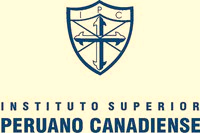 IPC
INSTITUTO SUPERIOR
PERUANO CANADIENSE